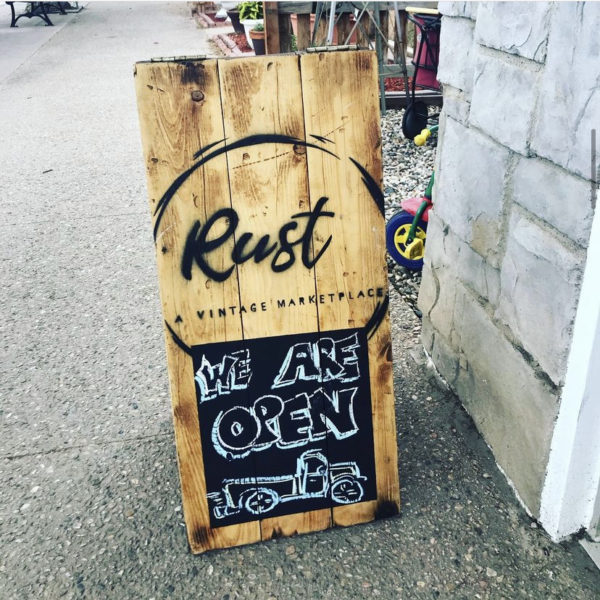 Rust
A VINTAGE MARKETPLACE
WE ARE
OPEN